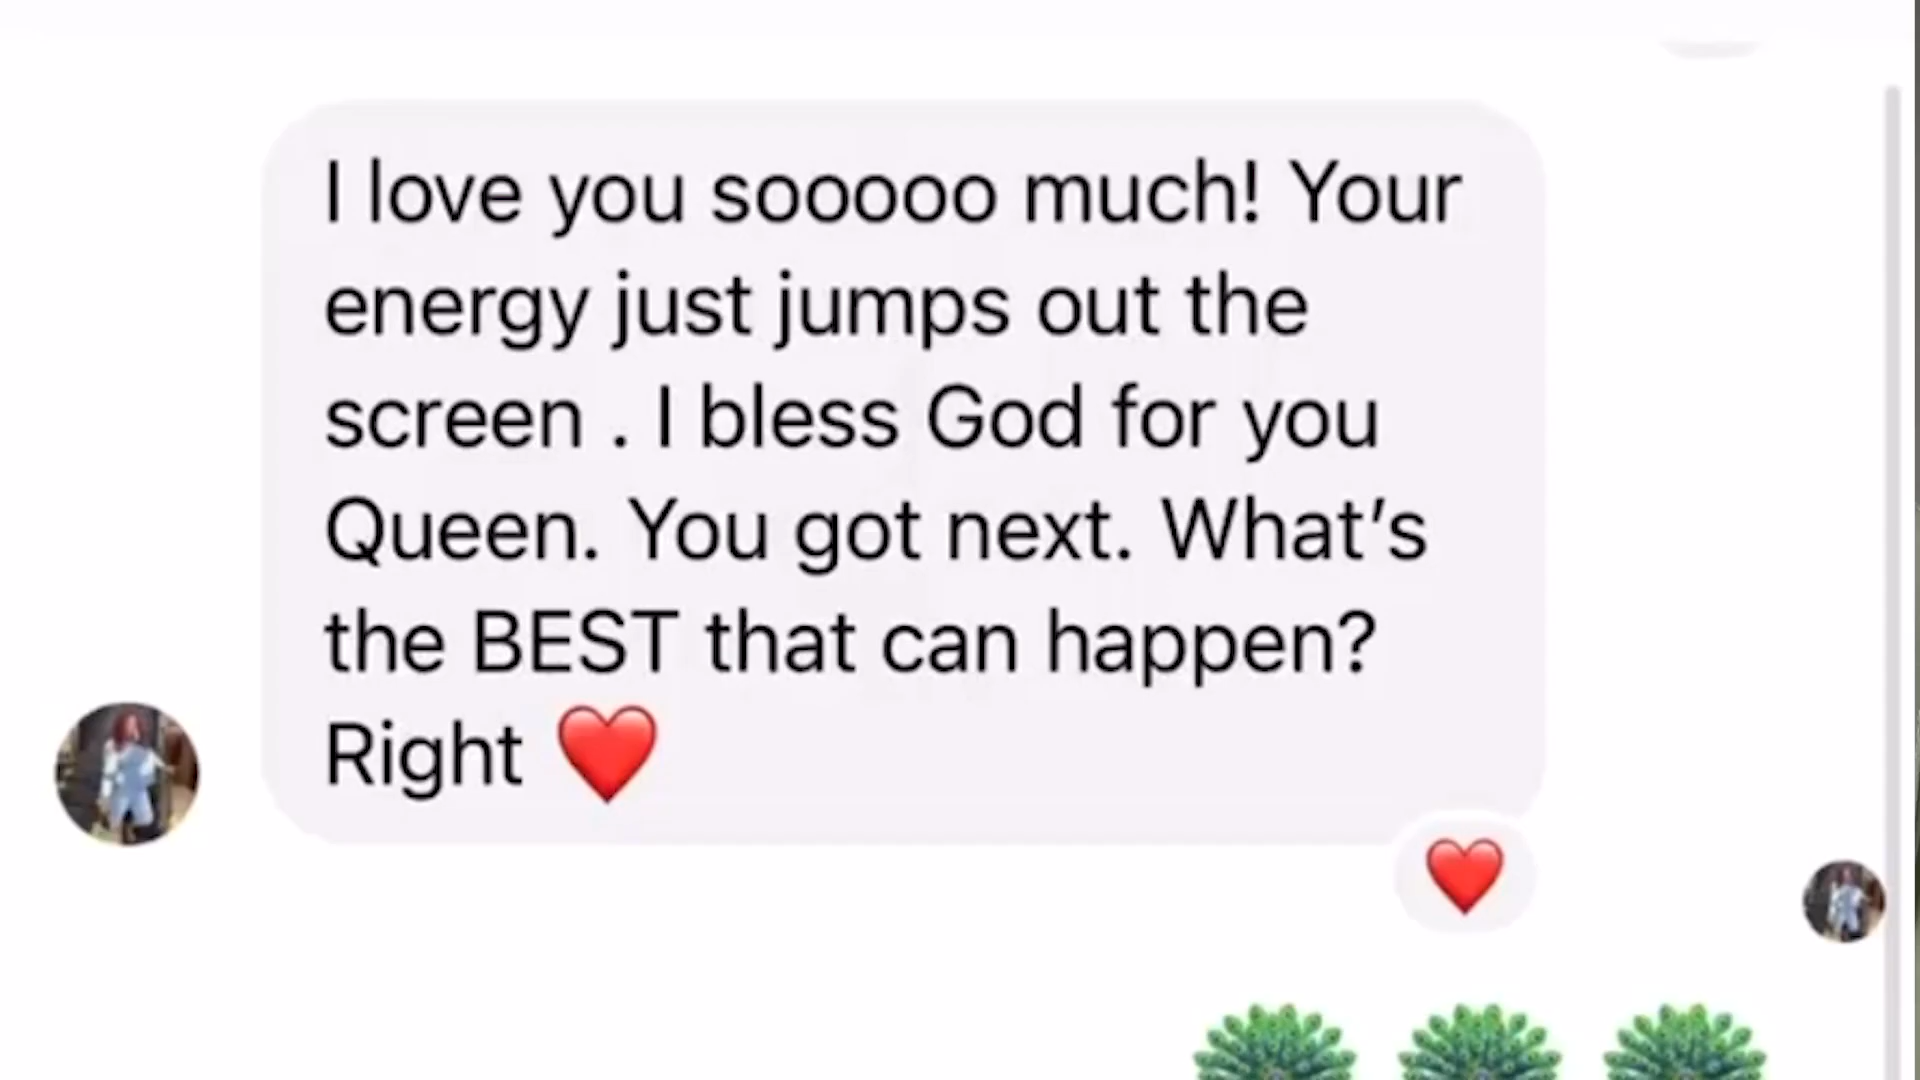 I love you sooooo much! Your
energy just jumps out the
screen . I bless God for you
Queen. You got next. What’s
the BEST that can happen?
Right ❤️